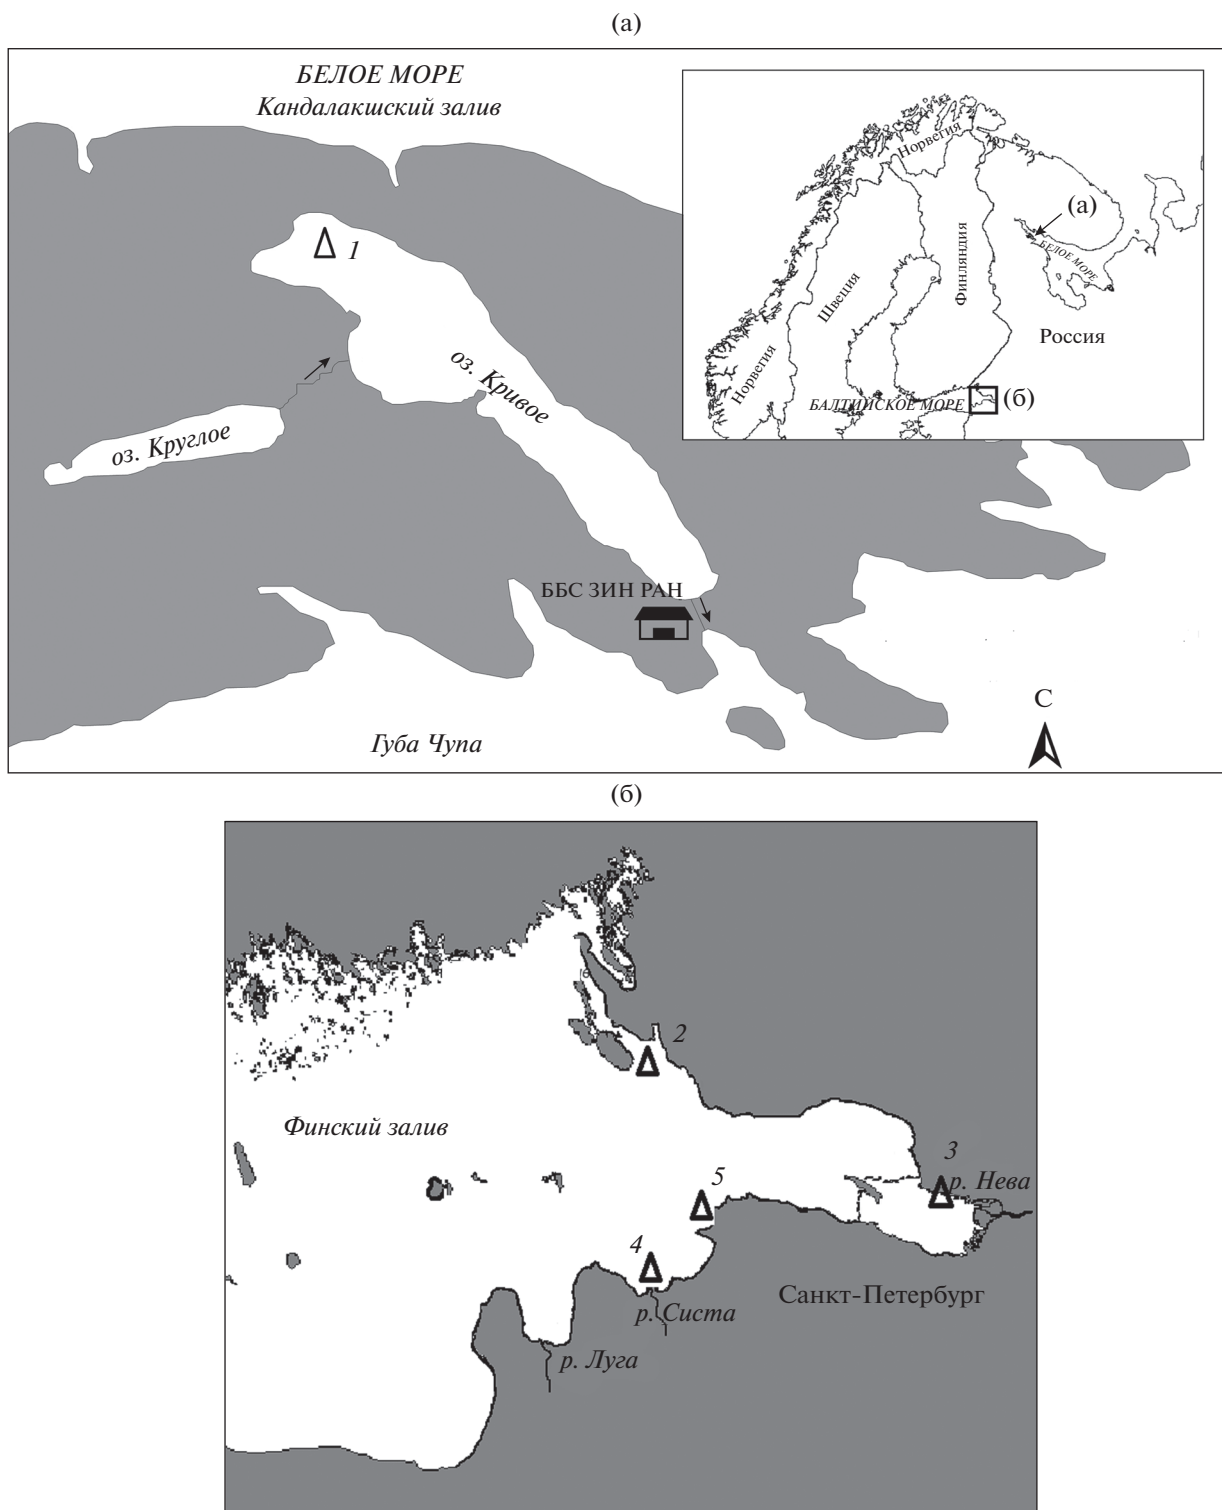 (а)
БЕЛОЕ МОРЕ
Кандалакшский залив
1
оз. Кривое
оз. Круглое
ББС ЗИН РАН
Губа Чупа
С
Норвегия
(а)
БЕЛОЕ МОРЕ
Финляндия
Швеция
Россия
Норвегия
БАЛТИЙСКОЕ МОРЕ
(б)
(б)
2
Финский залив
3
р. Нева
5
4
Санкт-Петербург
р. Систа
р. Луга